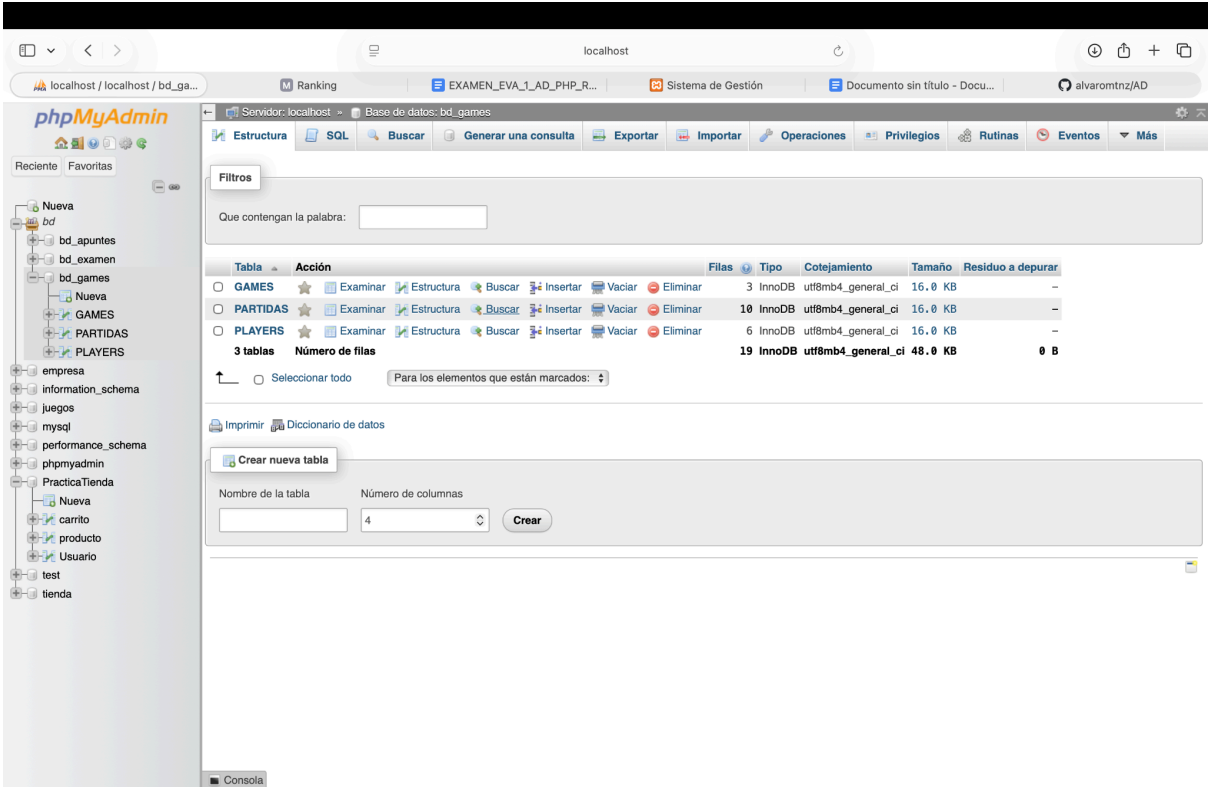 localhost
localhost / localhost / bd_ga...
Ranking
EXAMEN_EVA_1_AD_PHP_R...
Sistema de Gestión
Documento sin título - Docu...
alvaromtnz/AD
phpMyAdmin
Reciente Favoritas
Nueva
bd
bd_apuntes
bd_examen
bd_games
Nueva
GAMES
PARTIDAS
PLAYERS
empresa
information_schema
juegos
mysql
performance_schema
phpmyadmin
PracticaTienda
Nueva
carrito
producto
Usuario
test
tienda
Servidor: localhost » Base de datos: bd_games
Estructura SQL Buscar Generar una consulta Exportar Importar Operaciones Privilegios Rutinas Eventos Más
Filtros
Que contengan la palabra:
Tabla Acción Filas Tipo Cotejamiento Tamaño Residuo a depurar
GAMES Examinar Estructura Buscar Insertar Vaciar Eliminar 3 InnoDB utf8mb4_general_ci 16.0 KB –
PARTIDAS Examinar Estructura Buscar Insertar Vaciar Eliminar 10 InnoDB utf8mb4_general_ci 16.0 KB –
PLAYERS Examinar Estructura Buscar Insertar Vaciar Eliminar 6 InnoDB utf8mb4_general_ci 16.0 KB –
3 tablas Número de filas 19 InnoDB utf8mb4_general_ci 48.0 KB 0 B
Seleccionar todo Para los elementos que están marcados:
Imprimir Diccionario de datos
Crear nueva tabla
Nombre de la tabla Número de columnas
4 Crear
Consola